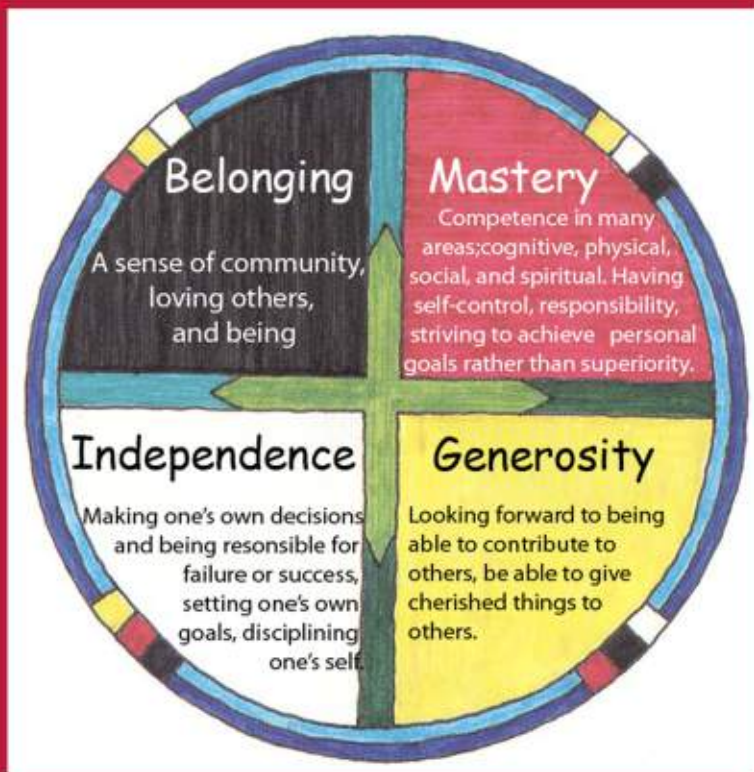 Belonging
A sense of community,
loving others,
and being
Mastery
Competence in many
areas;cognitive, physical,
social, and spiritual. Having
self-control, responsibility,
striving to achieve personal
goals rather than superiority.
Independence
Making one's own decisions
and being resonsible for
failure or success,
setting one's own
goals, disciplining
one's self.
Generosity
Looking forward to being
able to contribute to
others, be able to give
cherished things to
others.